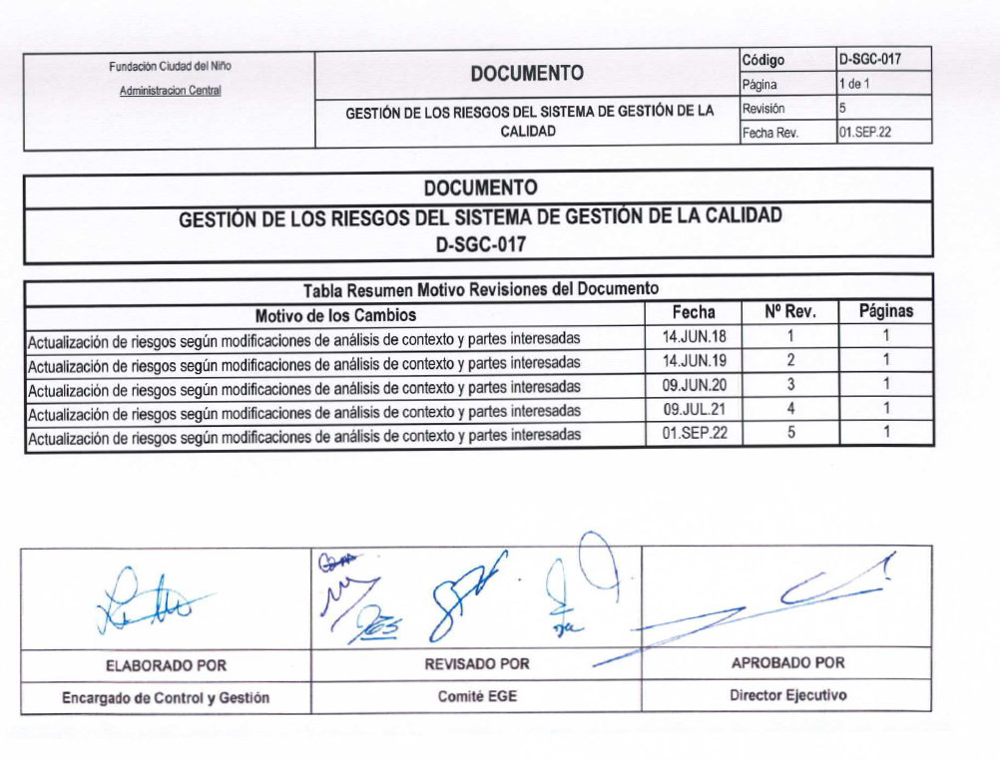 Fundación Ciudad del Niño
Administracion Central
DOCUMENTO
GESTIÓN DE LOS RIESGOS DEL SISTEMA DE GESTIÓN DE LA
CALIDAD
Código D-SGC-017
Página 1 de 1
Revisión 5
Fecha Rev. 01.SEP.22
DOCUMENTO
GESTIÓN DE LOS RIESGOS DEL SISTEMA DE GESTIÓN DE LA CALIDAD
D-SGC-017
Tabla Resumen Motivo Revisiones del Documento
Motivo de los Cambios Fecha Nº Rev. Páginas
Actualización de riesgos según modificaciones de análisis de contexto y partes interesadas 14.JUN.18 1 1
Actualización de riesgos según modificaciones de análisis de contexto y partes interesadas 14.JUN.19 2 1
Actualización de riesgos según modificaciones de análisis de contexto y partes interesadas 09.JUN.20 3 1
Actualización de riesgos según modificaciones de análisis de contexto y partes interesadas 09.JUL.21 4 1
Actualización de riesgos según modificaciones de análisis de contexto y partes interesadas 01.SEP.22 5 1
ELABORADO POR REVISADO POR APROBADO POR
Encargado de Control y Gestión Comité EGE Director Ejecutivo